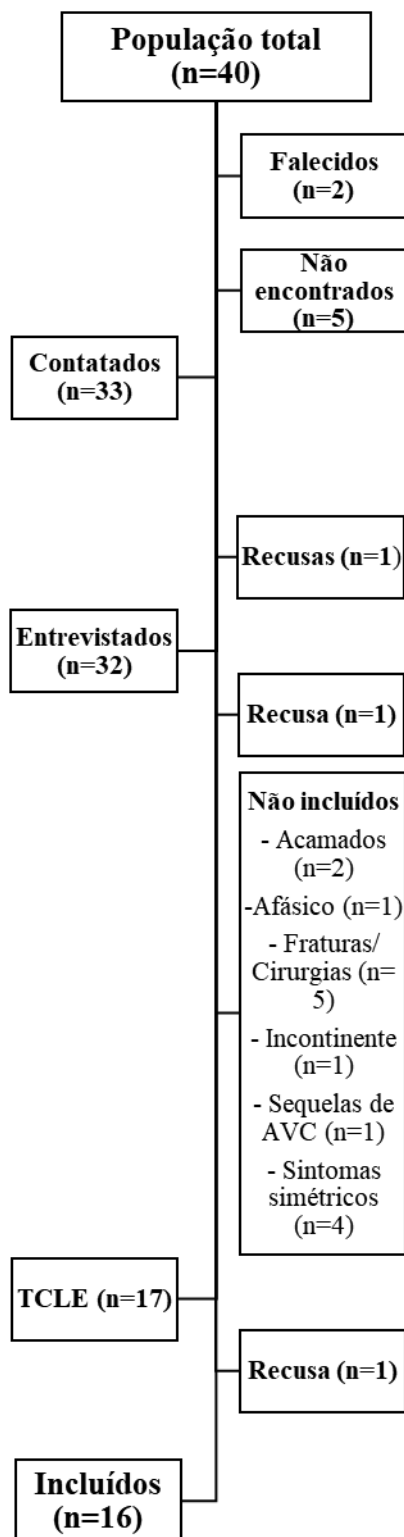 População total
(n=40)
Falecidos
(n=2)
Não
encontrados
(n=5)
Contatados
(n=33)
Recusas (n=1)
Entrevistados
(n=32)
Recusa (n=1)
Não incluídos
- Acamados
(n=2)
-Afásico (n=1)
- Fraturas/
Cirurgias (n=
5)
- Incontinente
(n=1)
- Sequelas de
AVC (n=1)
- Sintomas
simétricos
(n=4)
TCLE (n=17)
Recusa (n=1)
Incluídos
(n=16)